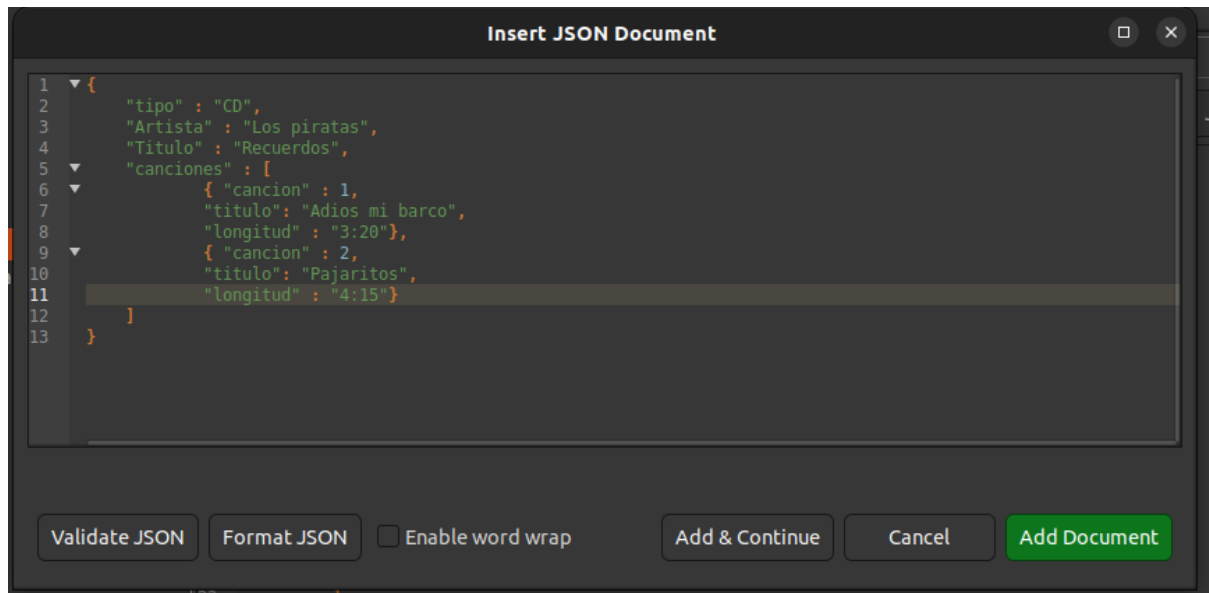 Insert JSON Document
1 {
2 "tipo" : "CD",
3 "Artista" : "Los piratas",
4 "Titulo" : "Recuerdos",
5 "canciones" : [
6 { "cancion" : 1,
7 "titulo": "Adios mi barco",
8 "longitud" : "3:20"},
9 { "cancion" : 2,
10 "titulo": "Pajaritos",
11 "longitud" : "4:15"}
12 ]
13 }
Validate JSON Format JSON Enable word wrap Add & Continue Cancel Add Document